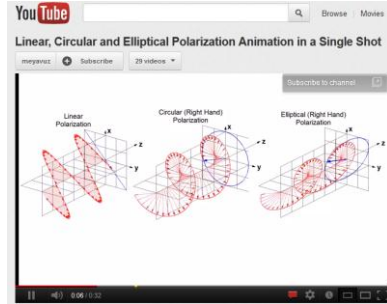 You Tube
Browse Movies
Linear, Circular and Elliptical Polarization Animation in a Single Shot
meyavuz Subscribe 29 videos
Subscribe to channel
Linear
Polarization
Circular (Right Hand)
Polarization
Elliptical (Right Hand)
Polarization
x
z
y
x
z
y
x
z
y
0:06 / 0:32